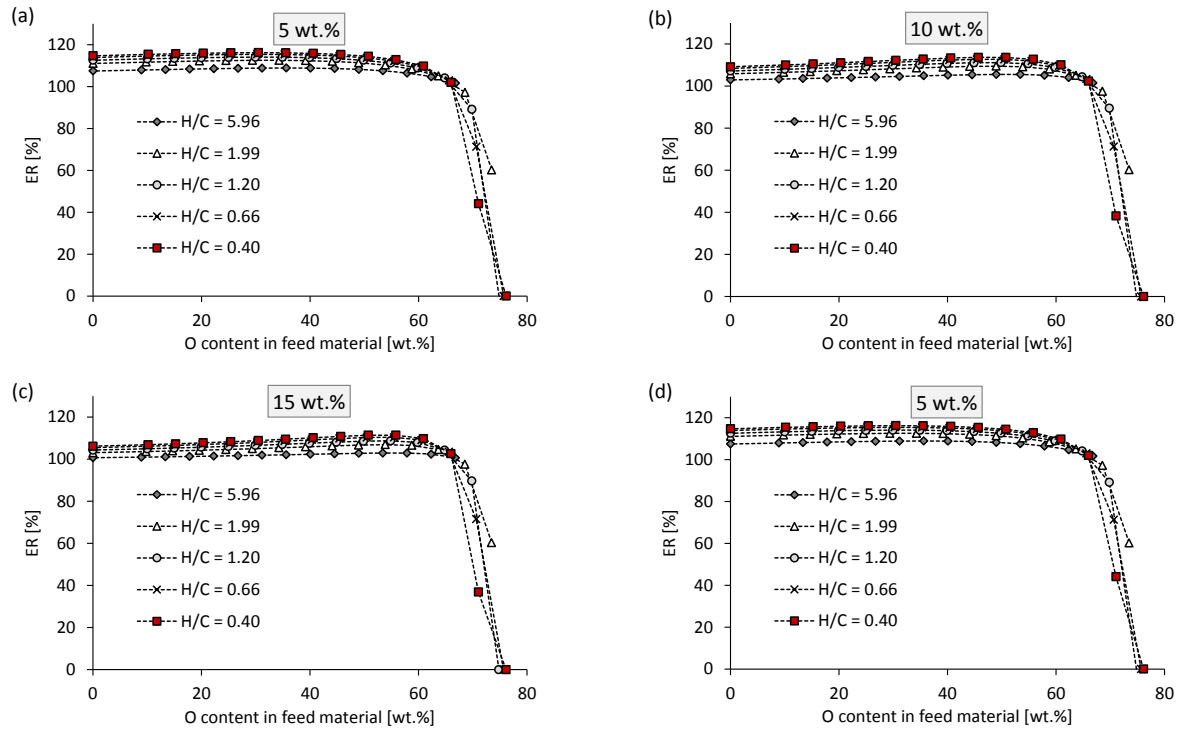 (a)
5 wt.%
120
100
80
60
40
20
0
ER [%]
H/C = 5.96
H/C = 1.99
H/C = 1.20
H/C = 0.66
H/C = 0.40
0 20 40 60 80
O content in feed material [wt.%]
(b)
10 wt.%
120
100
80
60
40
20
0
ER [%]
H/C = 5.96
H/C = 1.99
H/C = 1.20
H/C = 0.66
H/C = 0.40
0 20 40 60 80
O content in feed material [wt.%]
(c)
15 wt.%
120
100
80
60
40
20
0
ER [%]
H/C = 5.96
H/C = 1.99
H/C = 1.20
H/C = 0.66
H/C = 0.40
0 20 40 60 80
O content in feed material [wt.%]
(d)
5 wt.%
120
100
80
60
40
20
0
ER [%]
H/C = 5.96
H/C = 1.99
H/C = 1.20
H/C = 0.66
H/C = 0.40
0 20 40 60 80
O content in feed material [wt.%]